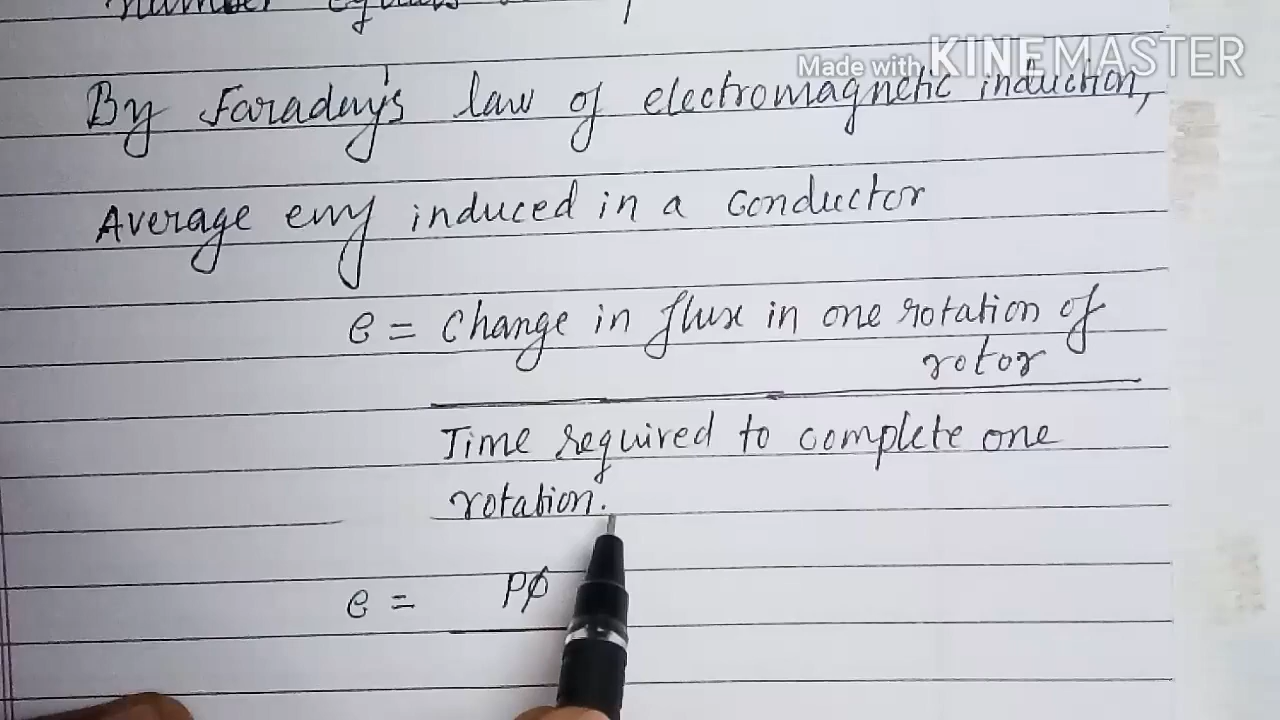 Made with KINEMASTER
By Faraday's law of electromagnetic induction,
Average emf induced in a conductor
e = Change in flux in one rotation of
rotor
Time required to complete one
rotation.
e = Pϕ